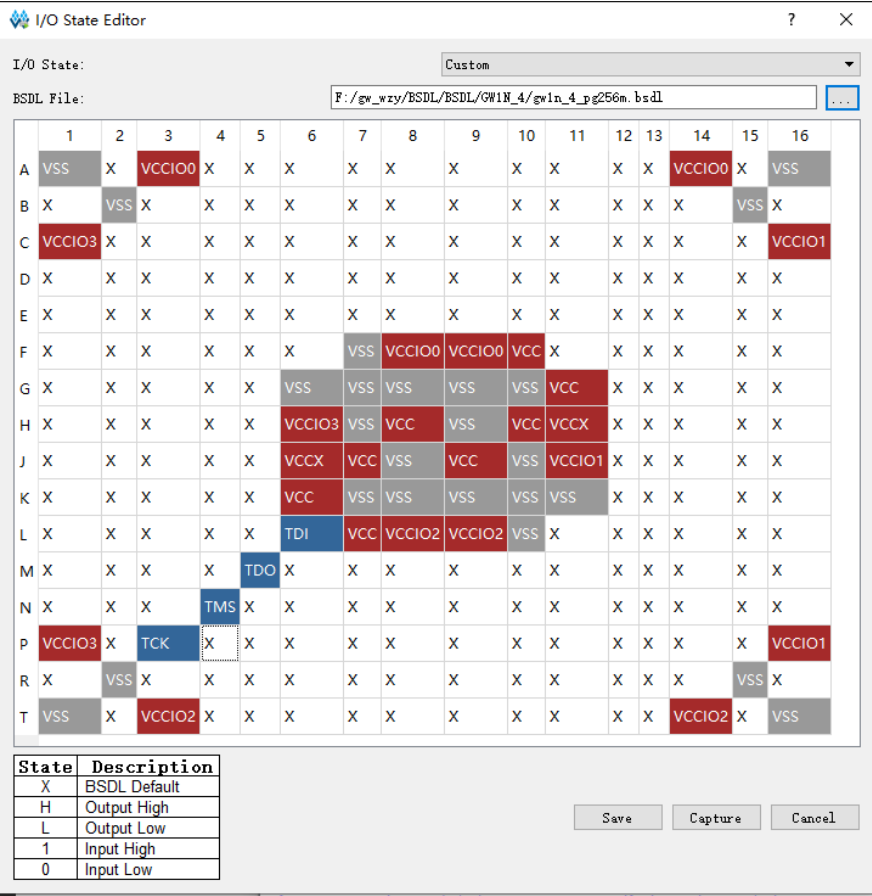 I/O State Editor ? ×
I/O State: Custom
BSDL File: F:/gw_wzy/BSDL/BSDL/GW1N_4/gw1n_4_pg256m.bsdl ...
1 2 3 4 5 6 7 8 9 10 11 12 13 14 15 16
A VSS X VCCIO0 X X X X X X X X X X VCCIO0 X VSS
B X VSS X X X X X X X X X X X X VSS X
C VCCIO3 X X X X X X X X X X X X X X VCCIO1
D X X X X X X X X X X X X X X X X
E X X X X X X X X X X X X X X X X
F X X X X X X VSS VCCIO0 VCCIO0 VCC X X X X X X
G X X X X X VSS VSS VSS VSS VSS VCC X X X X X
H X X X X X VCCIO3 VSS VCC VSS VCC VCCX X X X X X
J X X X X X VCCX VCC VSS VCC VSS VCCIO1 X X X X X
K X X X X X VCC VSS VSS VSS VSS VSS X X X X X
L X X X X X TDI VCC VCCIO2 VCCIO2 VSS X X X X X X
M X X X X TDO X X X X X X X X X X X
N X X X TMS X X X X X X X X X X X X
P VCCIO3 X TCK X X X X X X X X X X X X VCCIO1
R X VSS X X X X X X X X X X X X VSS X
T VSS X VCCIO2 X X X X X X X X X X VCCIO2 X VSS
State Description
X BSDL Default
H Output High
L Output Low
1 Input High
0 Input Low
Save Capture Cancel